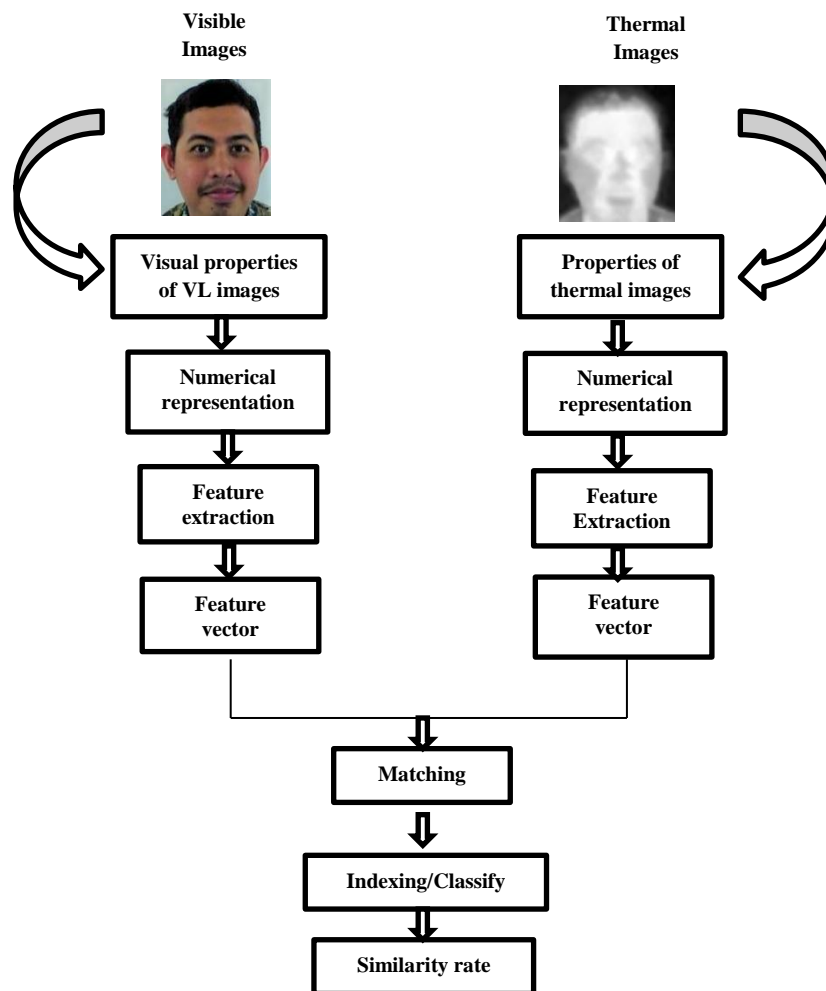 Visible
Images
Thermal
Images
Visual properties
of VL images
Properties of
thermal images
Numerical
representation
Numerical
representation
Feature
extraction
Feature
Extraction
Feature
vector
Feature
vector
Matching
Indexing/Classify
Similarity rate